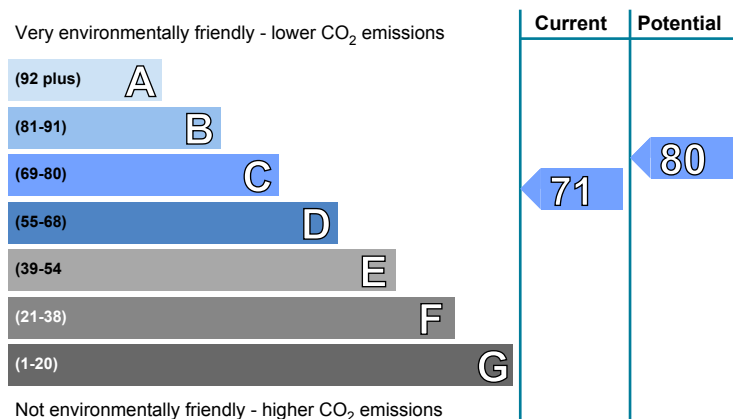 Current Potential
Very environmentally friendly - lower CO2 emissions
(92 plus) A
(81-91) B
(69-80) C
(55-68) D
(39-54 E
(21-38) F
(1-20) G
71
80
Not environmentally friendly - higher CO2 emissions